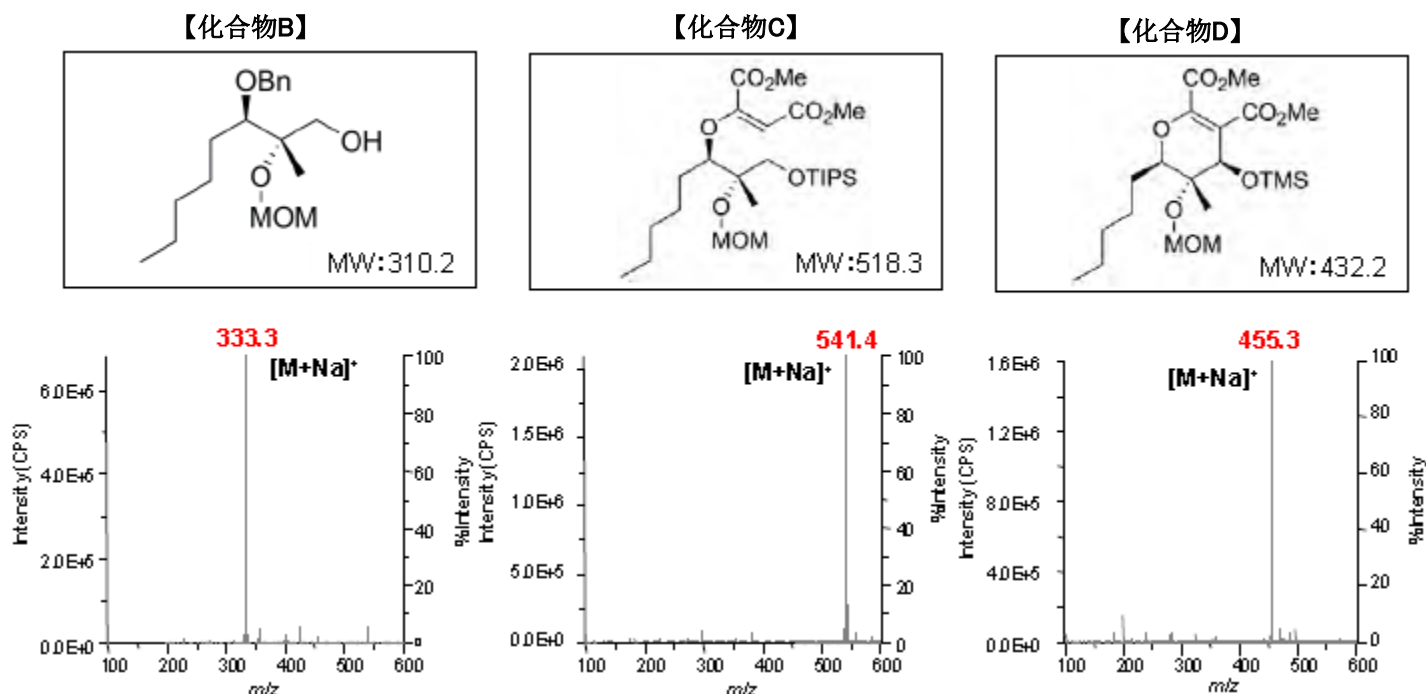 【化合物B】
OBn
OH
O
MOM
MW:310.2
【化合物C】
CO₂Me
CO₂Me
O
OTIPS
O
MOM
MW:518.3
【化合物D】
CO₂Me
CO₂Me
O
OTMS
O
MOM
MW:432.2
333.3
[M+Na]⁺
6.0E+5
4.0E+5
2.0E+5
0.0E+0
100
80
60
40
20
0
100 200 300 400 500 600
m/z
Intensity (CPS)
%Intensity
541.4
[M+Na]⁺
2.0E+6
1.5E+6
1.0E+6
5.0E+5
0.0E+0
100
80
60
40
20
0
100 200 300 400 500 600
m/z
Intensity (CPS)
%Intensity
455.3
[M+Na]⁺
1.6E+6
1.2E+6
8.0E+5
4.0E+5
0.0E+0
100
80
60
40
20
0
100 200 300 400 500 600
m/z
Intensity (CPS)
%Intensity